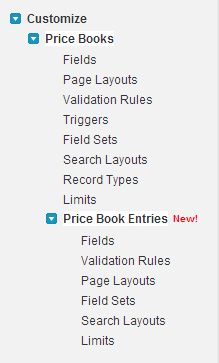 Customize
Price Books
Fields
Page Layouts
Validation Rules
Triggers
Field Sets
Search Layouts
Record Types
Limits
Price Book Entries New!
Fields
Validation Rules
Page Layouts
Field Sets
Search Layouts
Limits